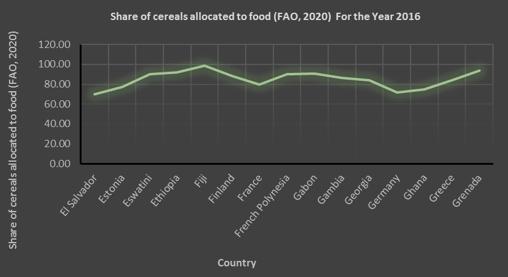 Share of cereals allocated to food (FAO, 2020)  For the Year 2016
Share of cereals allocated to food (FAO, 2020)
120.00
100.00
80.00
60.00
40.00
20.00
0.00
El Salvador
Estonia
Eswatini
Ethiopia
Fiji
Finland
France
French Polynesia
Gabon
Gambia
Georgia
Germany
Ghana
Greece
Grenada
Country